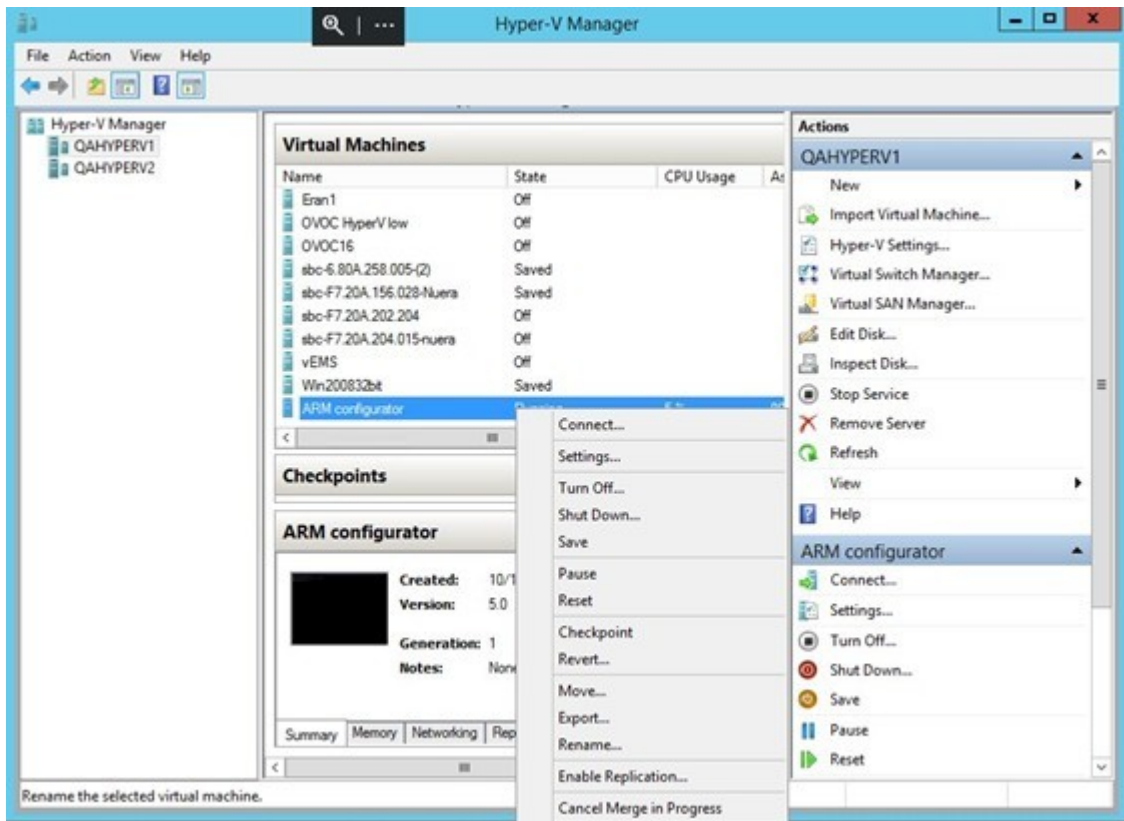 Hyper-V Manager
File Action View Help
Hyper-V Manager
QAHYPERV1
QAHYPERV2
Virtual Machines
Name State CPU Usage
Eran1 Off
OVOC HyperV low Off
OVOC16 Off
sbc-6.80A.258.005-(2) Saved
sbc-F7.20A.156.028-Nuera Saved
sbc-F7.20A.202.204 Off
sbc-F7.20A.204.015-nuera Off
vEMS Off
Win200832bit Saved
ARM configurator Running
Checkpoints
ARM configurator
Created: 10/1
Version: 5.0
Generation: 1
Notes: None
Summary Memory Networking Rep
Connect...
Settings...
Turn Off...
Shut Down...
Save
Pause
Reset
Checkpoint
Revert...
Move...
Export...
Rename...
Enable Replication...
Cancel Merge in Progress
Actions
QAHYPERV1
New
Import Virtual Machine...
Hyper-V Settings...
Virtual Switch Manager...
Virtual SAN Manager...
Edit Disk...
Inspect Disk...
Stop Service
Remove Server
Refresh
View
Help
ARM configurator
Connect...
Settings...
Turn Off...
Shut Down...
Save
Pause
Reset
Rename the selected virtual machine.